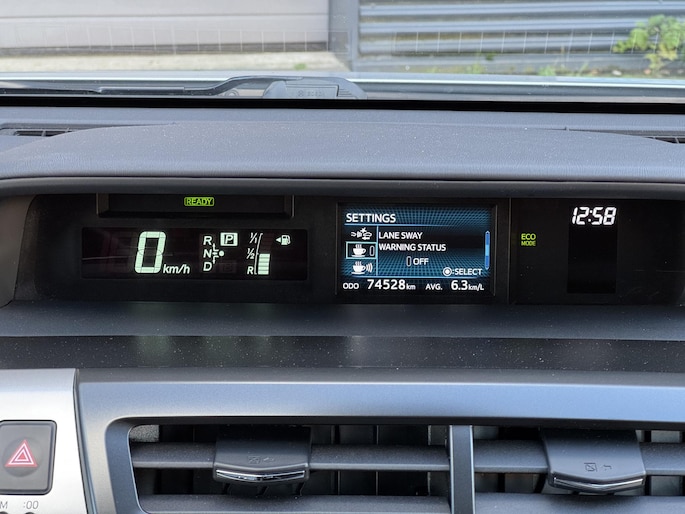 READY
0 km/h
R
N
D
P
1/1
1/2
R
SETTINGS
LANE SWAY
WARNING STATUS
OFF
:SELECT
ODO 74528 km AVG. 6.3 km/L
ECO
MODE
12:58
:00